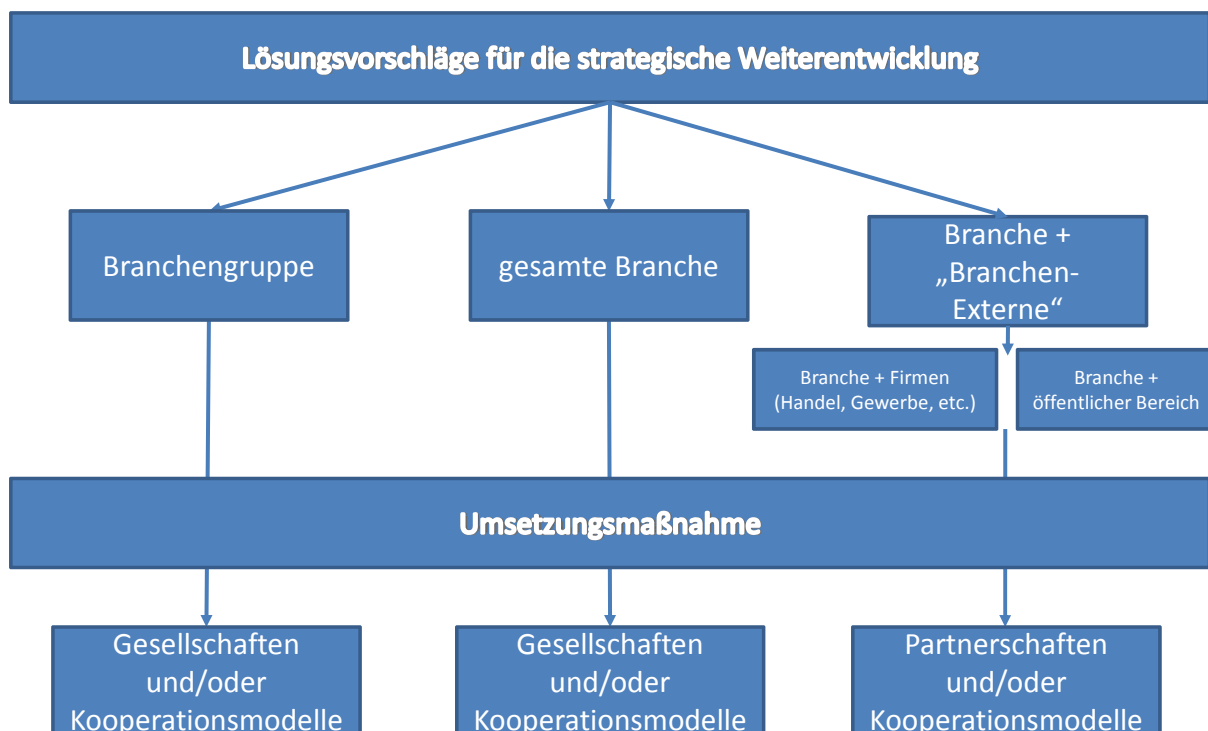 Lösungsvorschläge für die strategische Weiterentwicklung
Branchengruppe
gesamte Branche
Branche +
„Branchen-
Externe“
Branche + Firmen
(Handel, Gewerbe, etc.)
Branche +
öffentlicher Bereich
Umsetzungsmaßnahme
Gesellschaften
und/oder
Kooperationsmodelle
Gesellschaften
und/oder
Kooperationsmodelle
Partnerschaften
und/oder
Kooperationsmodelle